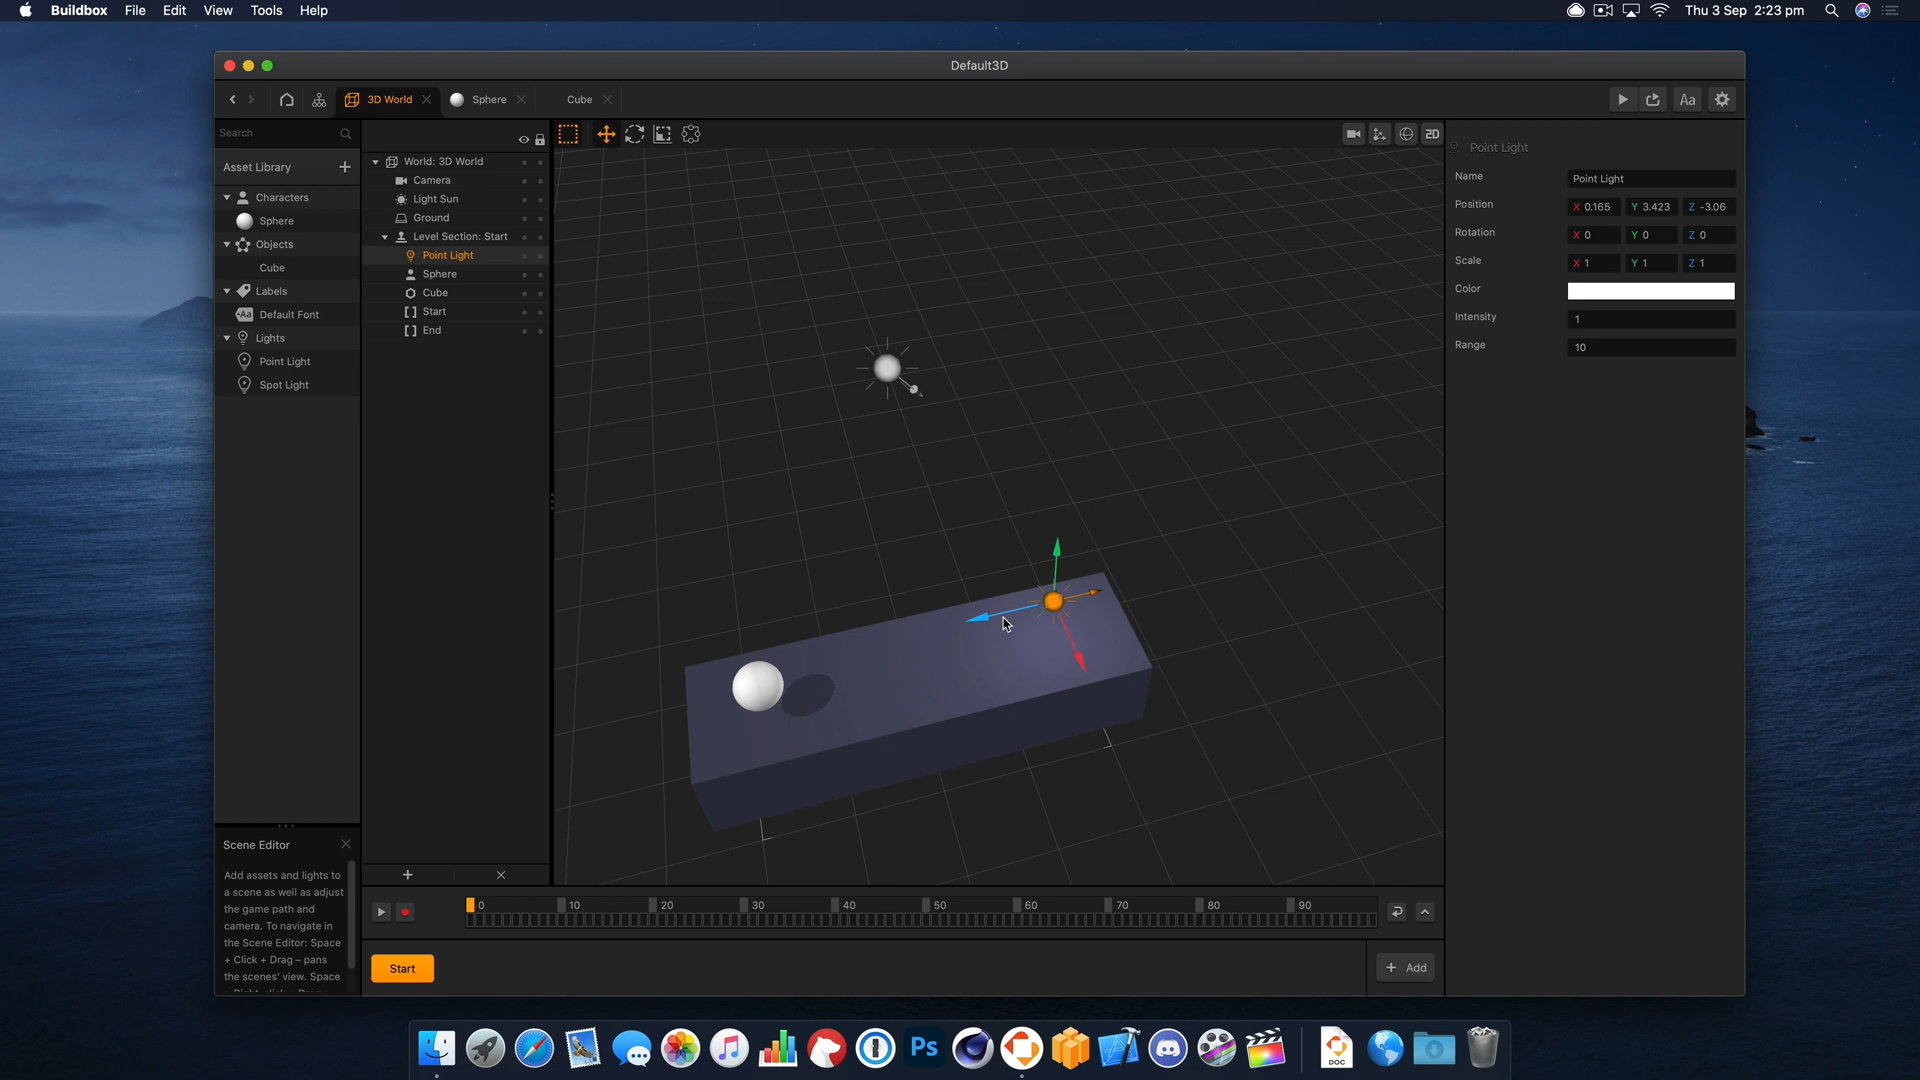 Buildbox File Edit View Tools Help
Thu 3 Sep 2:23 pm
Default3D
3D World
Sphere
Cube
Aa
Search
Asset Library
Characters
Sphere
Objects
Cube
Labels
Aa Default Font
Lights
Point Light
Spot Light
World: 3D World
Camera
Light Sun
Ground
Level Section: Start
Point Light
Sphere
Cube
Start
End
2D
Point Light
Name Point Light
Position X 0.165 Y 3.423 Z -3.06
Rotation X 0 Y 0 Z 0
Scale X 1 Y 1 Z 1
Color
Intensity 1
Range 10
Scene Editor
Add assets and lights to
a scene as well as adjust
the game path and
camera. To navigate in
the Scene Editor: Space
+ Click + Drag – pans
the scenes' view. Space
0 10 20 30 40 50 60 70 80 90
Start
+ Add
Ps
DOC